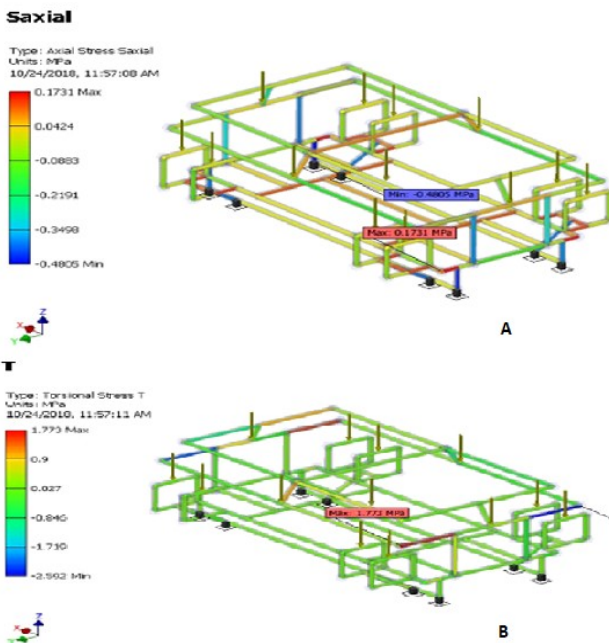 Saxial
Type: Axial Stress Saxial
Units: MPa
10/24/2018, 11:57:08 AM
0.1731 Max
0.0424
-0.0883
-0.2191
-0.3498
-0.4805 Min
Min: -0.4805 MPa
Max: 0.1731 MPa
Z
X
Y
A
T
Type: Torsional Stress T
Units: MPa
10/24/2018, 11:57:11 AM
1.773 Max
0.9
0.027
-0.846
-1.719
-2.592 Min
Max: 1.773 MPa
Z
X
B